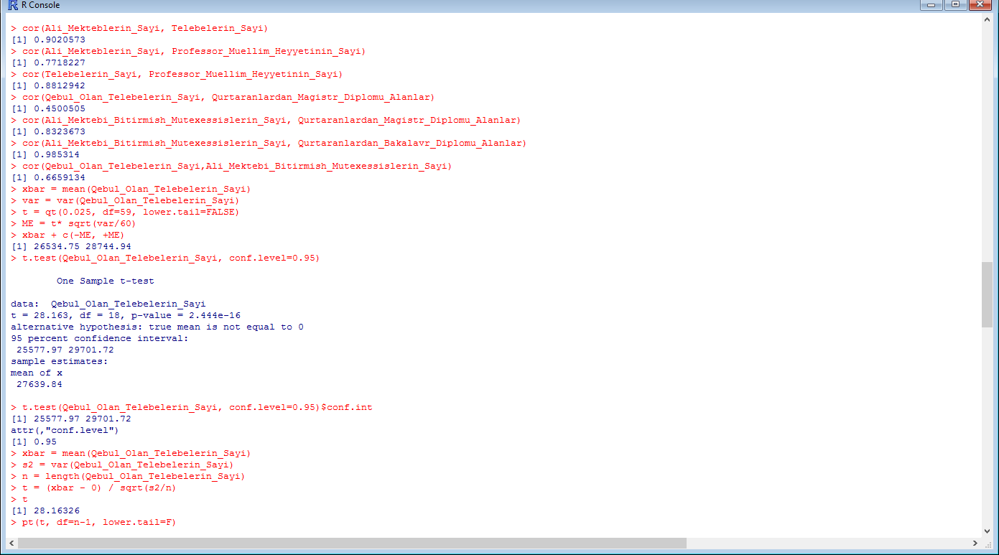 R Console
> cor(Ali_Mekteblerin_Sayi, Telebelerin_Sayi)
[1] 0.9020573
> cor(Ali_Mekteblerin_Sayi, Professor_Muellim_Heyyetinin_Sayi)
[1] 0.7718227
> cor(Telebelerin_Sayi, Professor_Muellim_Heyyetinin_Sayi)
[1] 0.8812942
> cor(Qebul_Olan_Telebelerin_Sayi, Qurtaranlardan_Magistr_Diplomu_Alanlar)
[1] 0.4500505
> cor(Ali_Mektebi_Bitirmish_Mutexessislerin_Sayi, Qurtaranlardan_Magistr_Diplomu_Alanlar)
[1] 0.8323673
> cor(Ali_Mektebi_Bitirmish_Mutexessislerin_Sayi, Qurtaranlardan_Bakalavr_Diplomu_Alanlar)
[1] 0.985314
> cor(Qebul_Olan_Telebelerin_Sayi,Ali_Mektebi_Bitirmish_Mutexessislerin_Sayi)
[1] 0.6659134
> xbar = mean(Qebul_Olan_Telebelerin_Sayi)
> var = var(Qebul_Olan_Telebelerin_Sayi)
> t = qt(0.025, df=59, lower.tail=FALSE)
> ME = t* sqrt(var/60)
> xbar + c(-ME, +ME)
[1] 26534.75 28744.94
> t.test(Qebul_Olan_Telebelerin_Sayi, conf.level=0.95)
One Sample t-test
data:  Qebul_Olan_Telebelerin_Sayi
t = 28.163, df = 18, p-value = 2.444e-16
alternative hypothesis: true mean is not equal to 0
95 percent confidence interval:
25577.97 29701.72
sample estimates:
mean of x
27639.84
> t.test(Qebul_Olan_Telebelerin_Sayi, conf.level=0.95)$conf.int
[1] 25577.97 29701.72
attr(,"conf.level")
[1] 0.95
> xbar = mean(Qebul_Olan_Telebelerin_Sayi)
> s2 = var(Qebul_Olan_Telebelerin_Sayi)
> n = length(Qebul_Olan_Telebelerin_Sayi)
> t = (xbar - 0) / sqrt(s2/n)
> t
[1] 28.16326
> pt(t, df=n-1, lower.tail=F)